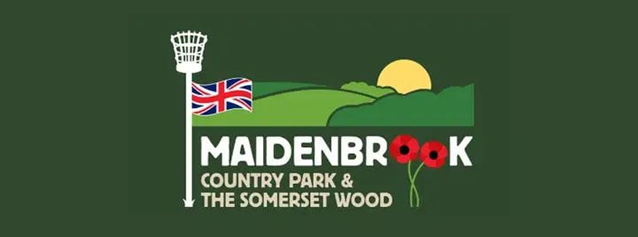 MAIDENBROOK
COUNTRY PARK &
THE SOMERSET WOOD